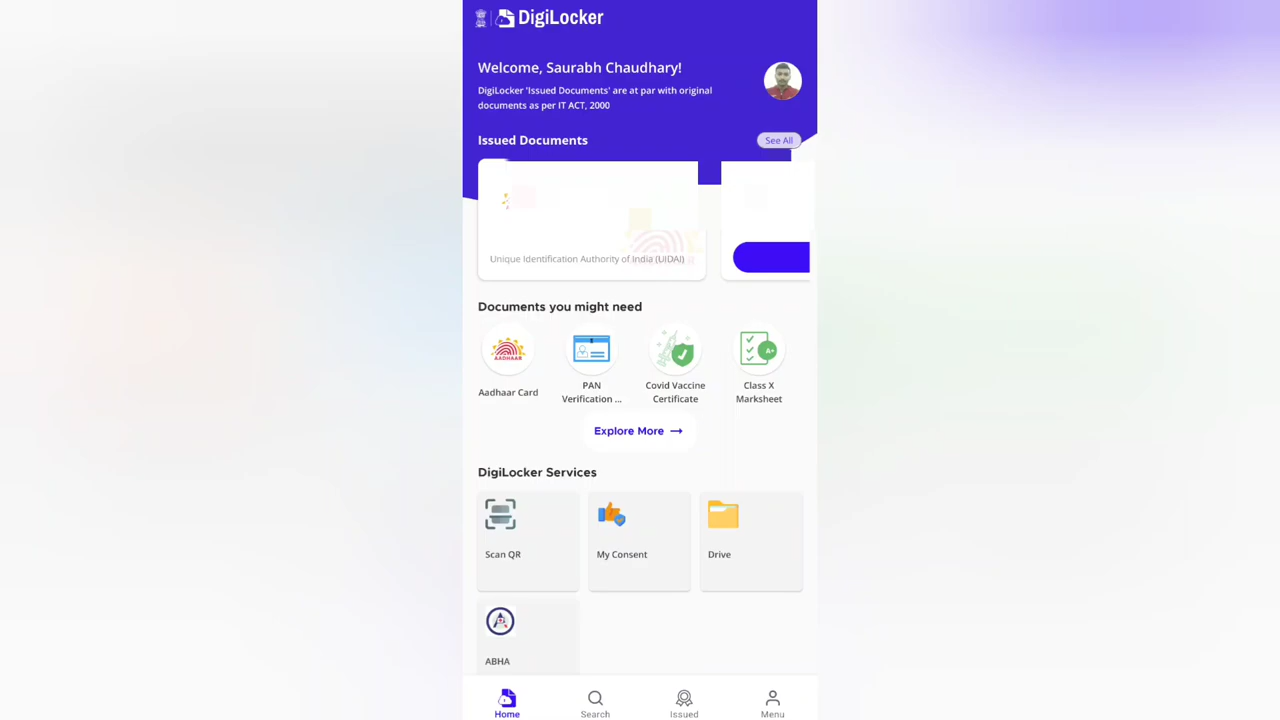 DigiLocker
Welcome, Saurabh Chaudhary!
DigiLocker 'Issued Documents' are at par with original
documents as per IT ACT, 2000
Issued Documents
See All
Unique Identification Authority of India (UIDAI)
Documents you might need
AADHAAR
A+
Aadhaar Card
PAN
Verification ...
Covid Vaccine
Certificate
Class X
Marksheet
Explore More
DigiLocker Services
Scan QR
My Consent
Drive
ABHA
Home
Search
Issued
Menu